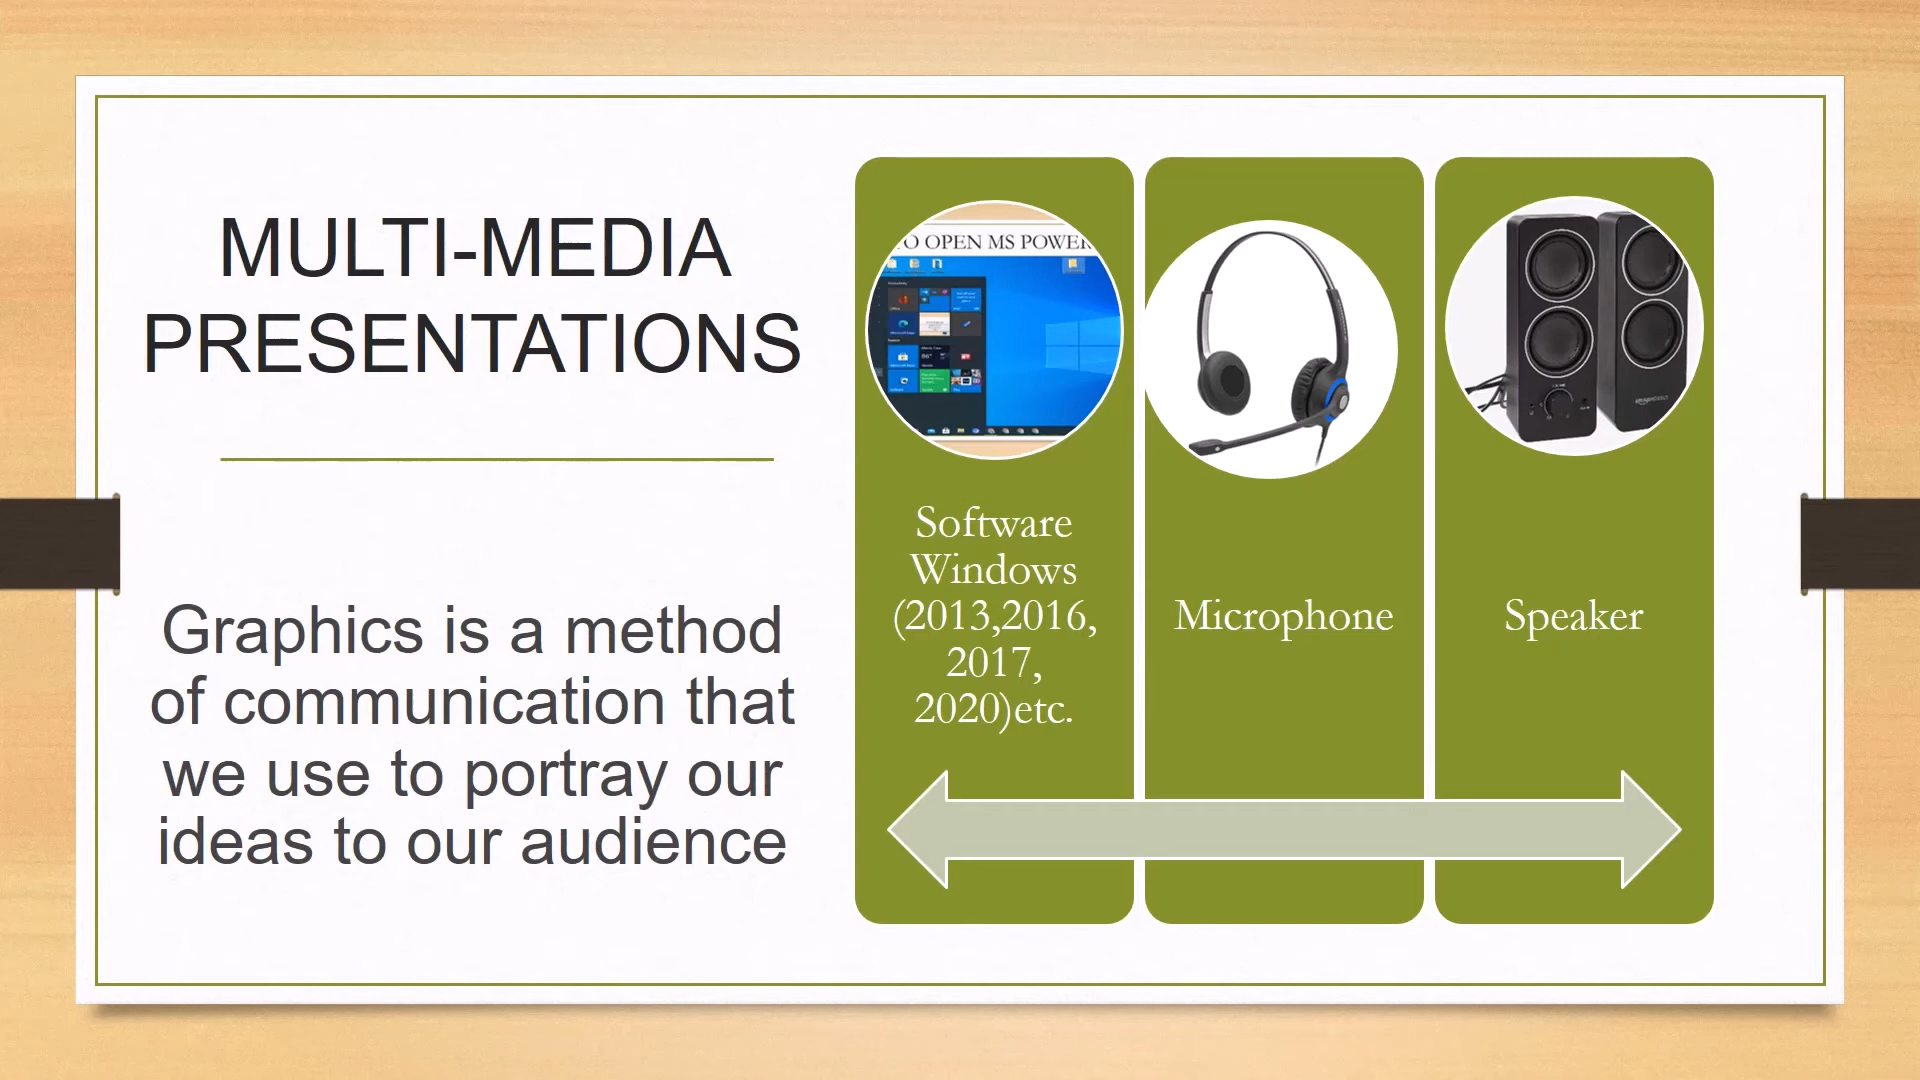 MULTI-MEDIA
PRESENTATIONS
Graphics is a method
of communication that
we use to portray our
ideas to our audience
O OPEN MS POWER
Software
Windows
(2013,2016,
2017,
2020)etc.
Microphone
Speaker